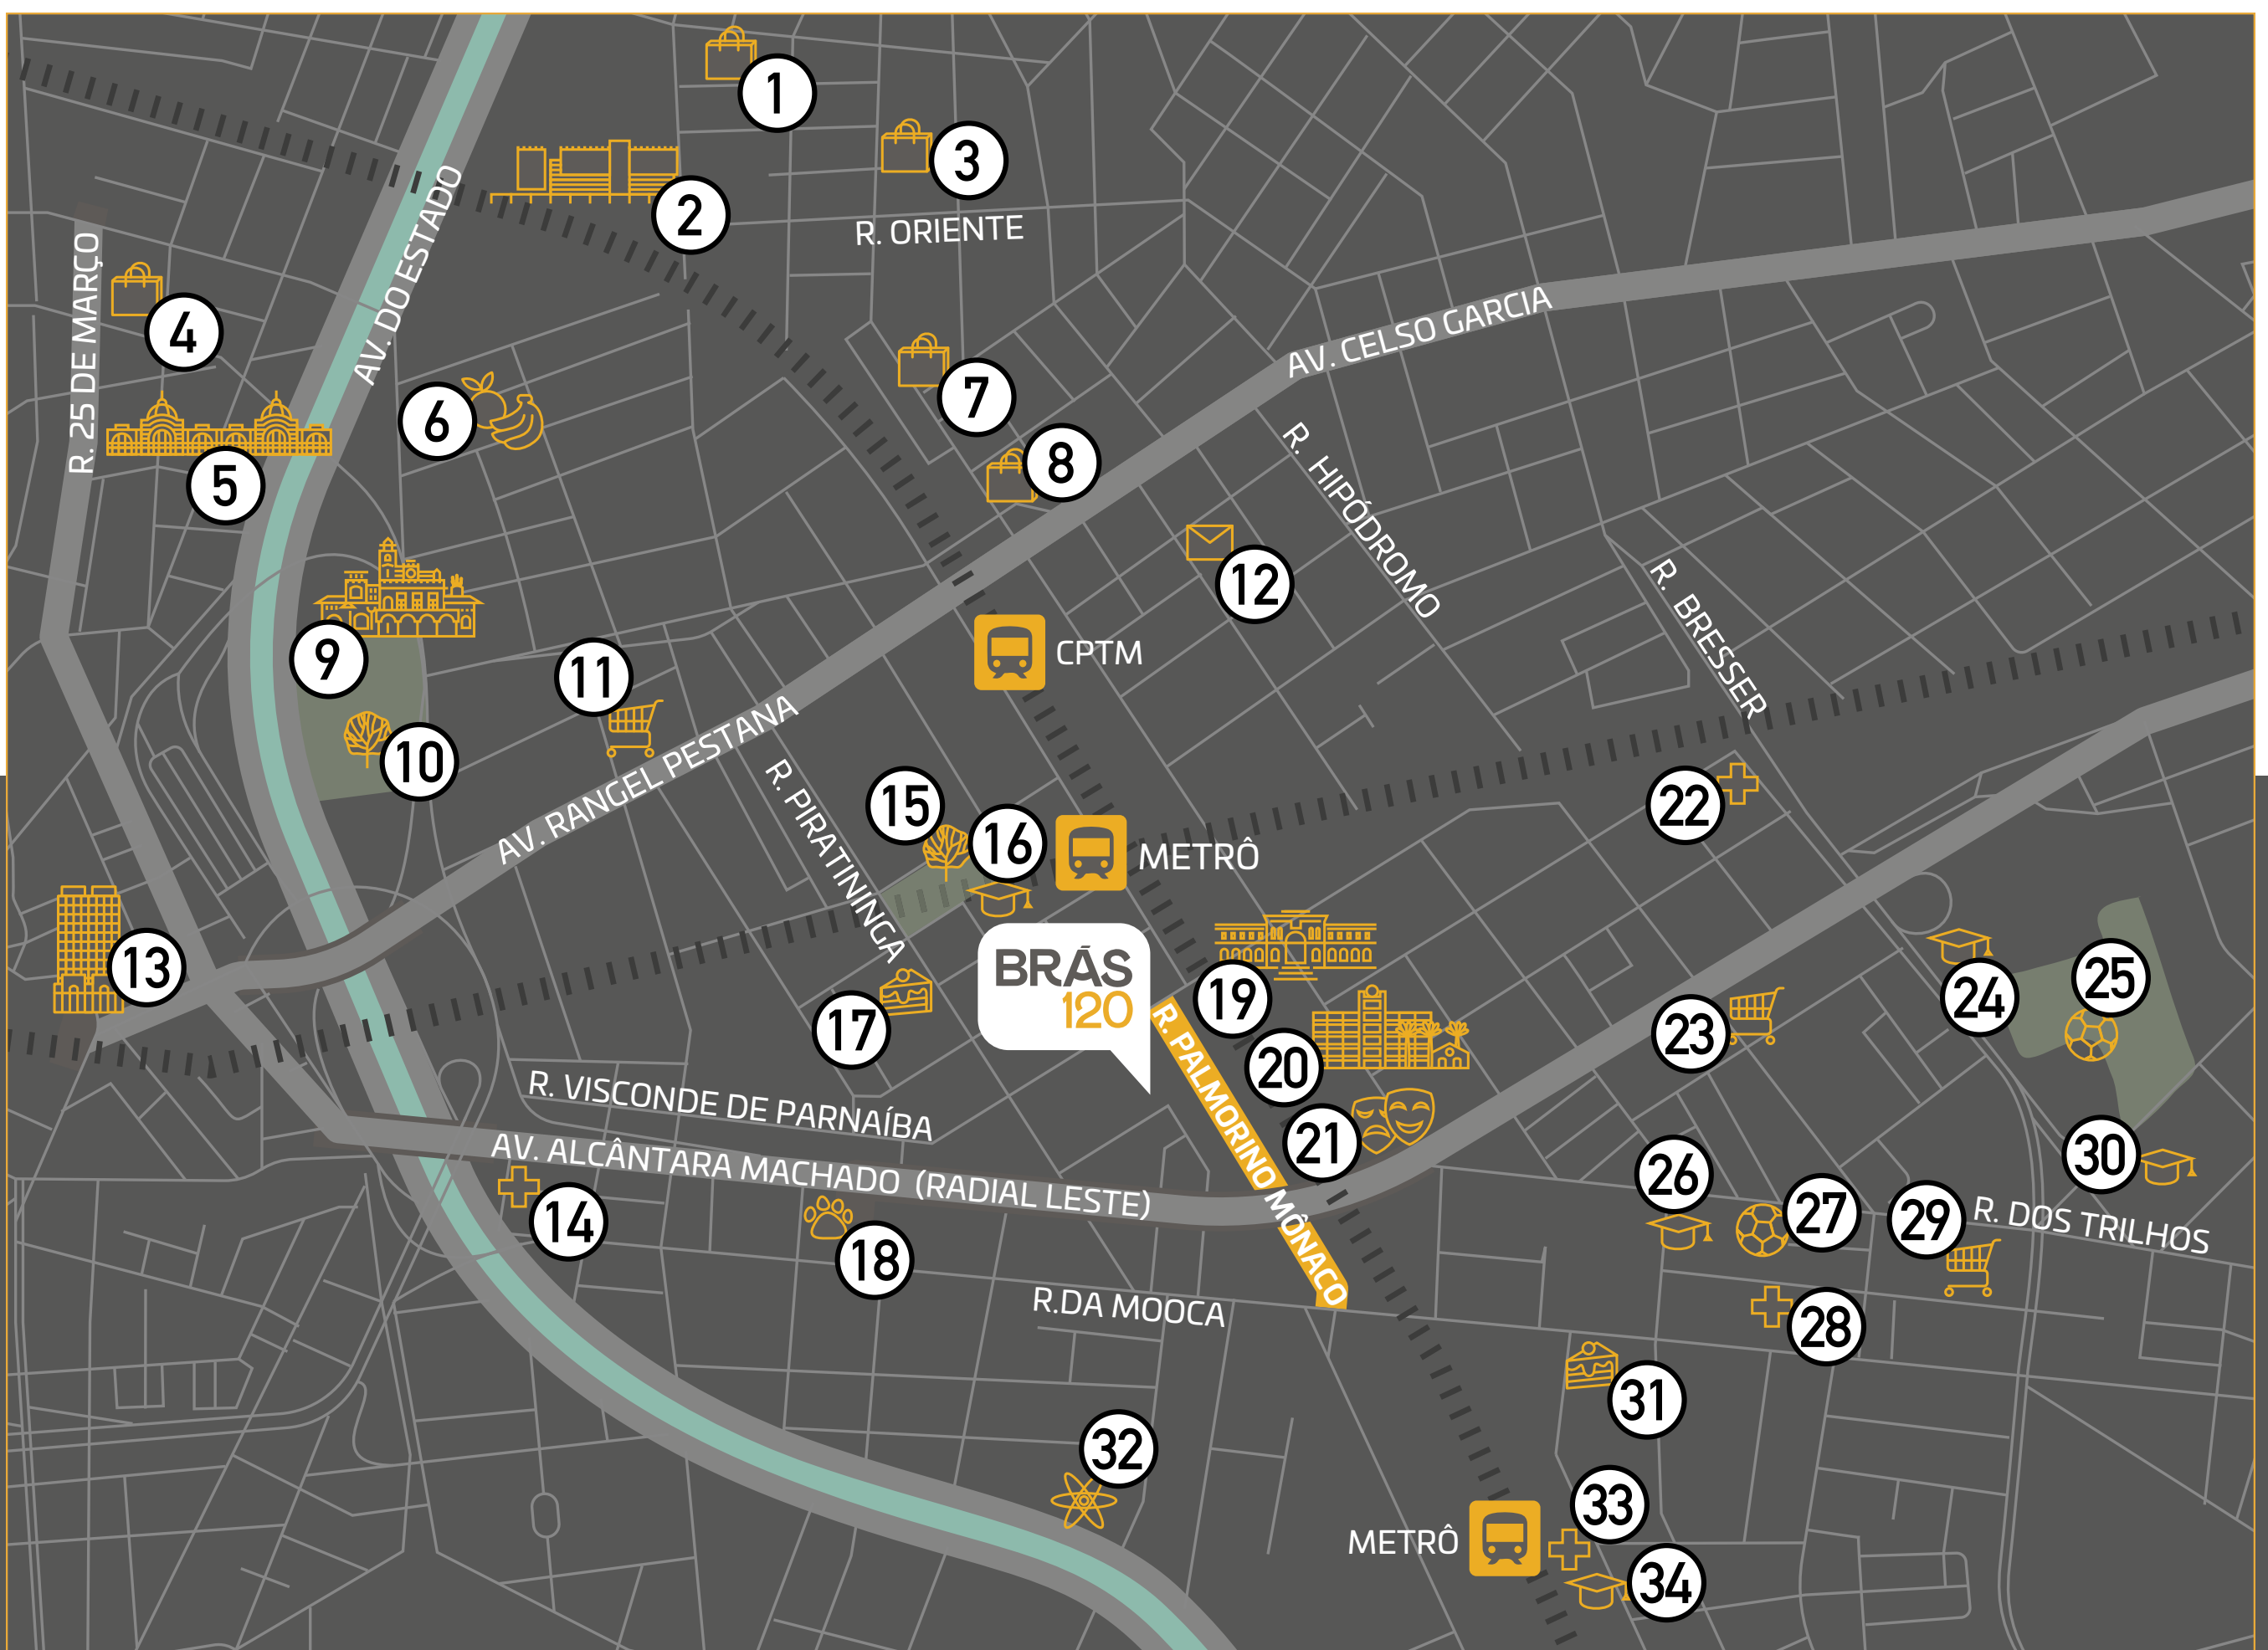 1
3
2
R. ORIENTE
AV. DO ESTADO
R. 25 DE MARÇO
4
AV. CELSO GARCIA
6
7
8
5
R. HIPÓDROMO
12
R. BRESSER
9
11
CPTM
10
AV. RANGEL PESTANA
R. PIRATININGA
15
16
METRÔ
22
13
BRÁS
120
17
19
R. PALMORINO MÔNACO
20
23
24
25
R. VISCONDE DE PARNAÍBA
AV. ALCÂNTARA MACHADO (RADIAL LESTE)
21
14
18
26
27
29
30
R. DOS TRILHOS
R.DA MOOCA
28
31
32
33
METRÔ
34